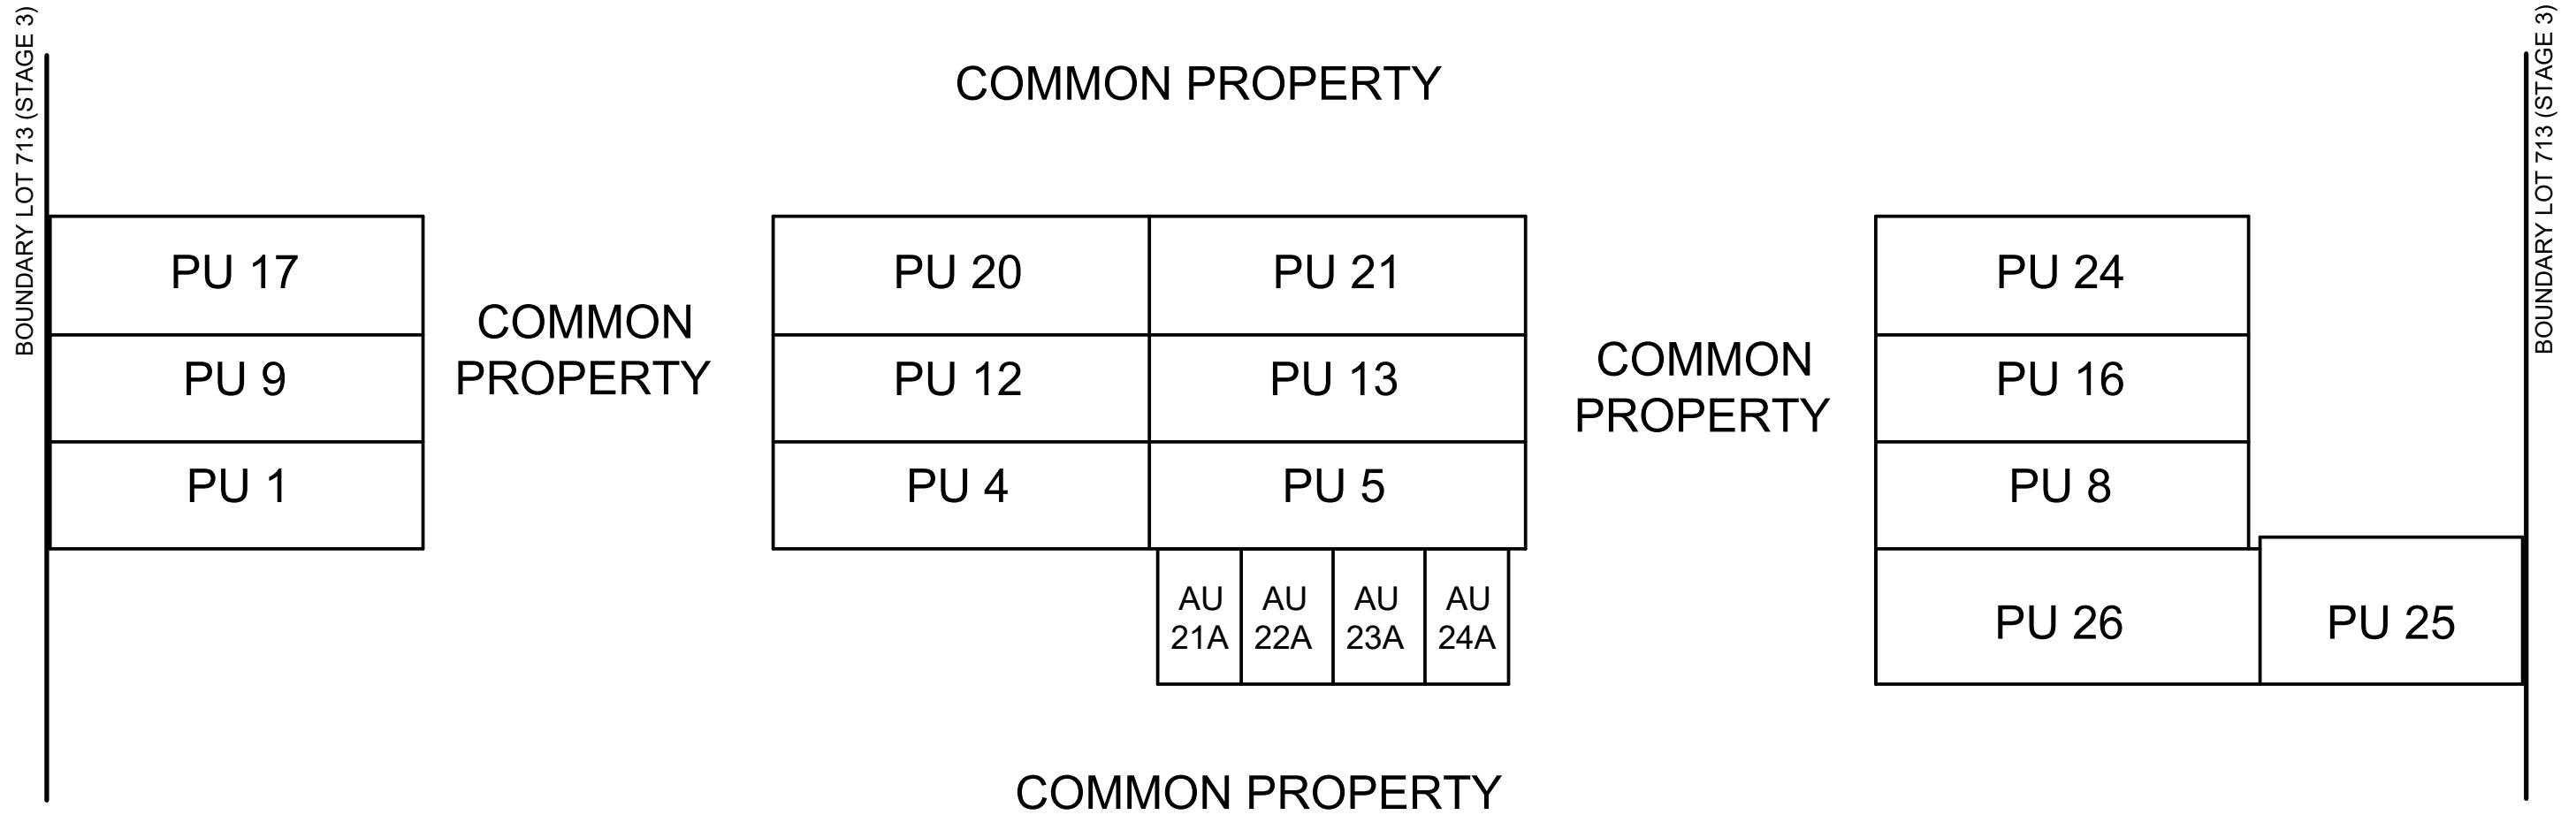 BOUNDARY LOT 713 (STAGE 3)
COMMON PROPERTY
BOUNDARY LOT 713 (STAGE 3)
PU 17
PU 9
PU 1
COMMON
PROPERTY
PU 20
PU 21
PU 12
PU 13
PU 4
PU 5
AU
21A
AU
22A
AU
23A
AU
24A
COMMON
PROPERTY
PU 24
PU 16
PU 8
PU 26
PU 25
COMMON PROPERTY